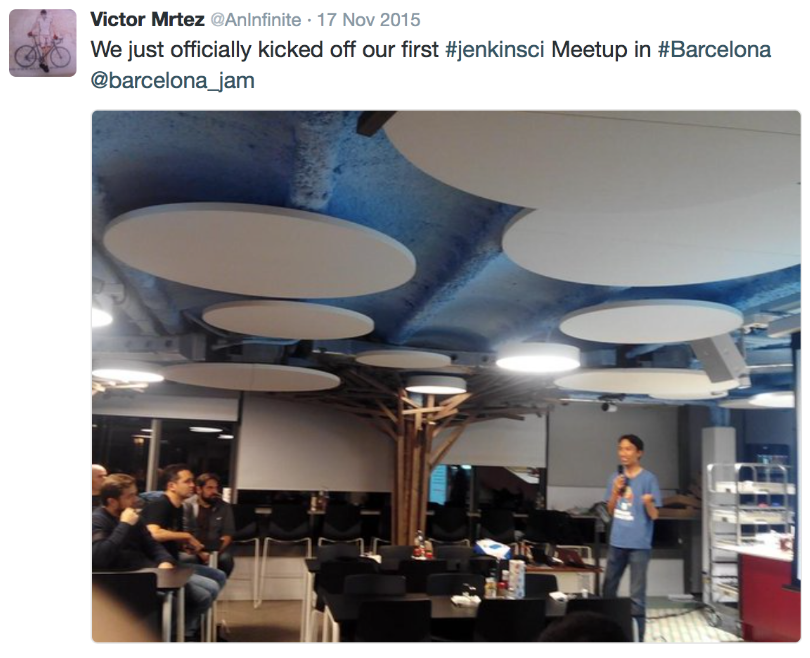 Victor Mrtez @AnInfinite · 17 Nov 2015
We just officially kicked off our first #jenkinsci Meetup in #Barcelona
@barcelona_jam